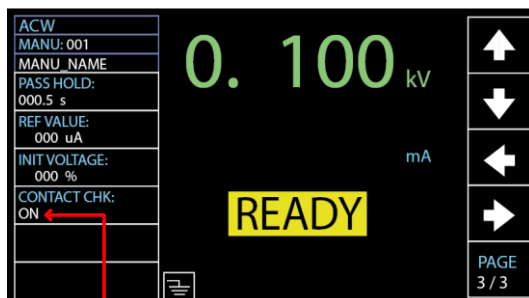 ACW
MANU: 001
MANU_NAME
PASS HOLD:
000.5 s
REF VALUE:
000 uA
INIT VOLTAGE:
000 %
CONTACT CHK:
ON
0. 100 kV
mA
READY
PAGE
3 / 3